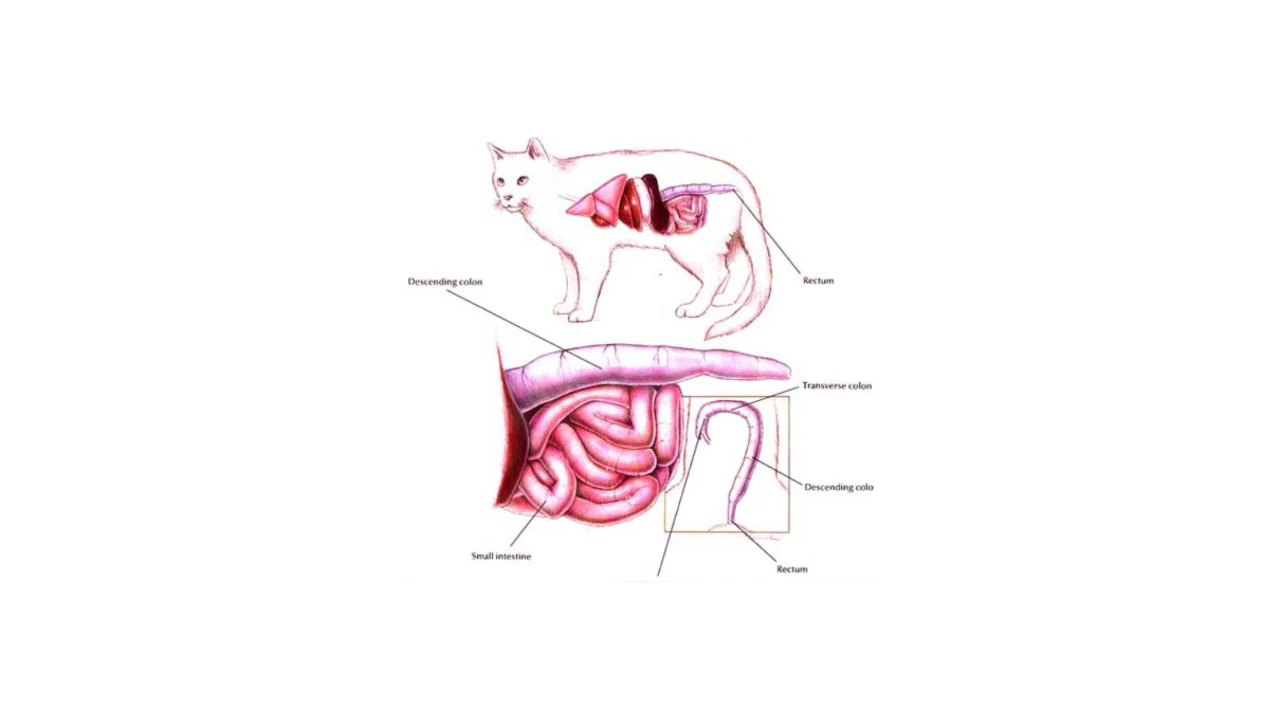 Descending colon
Rectum
Transverse colon
Descending colo
Small intestine
Rectum